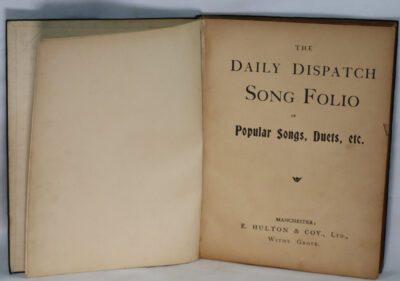 THE
DAILY DISPATCH
SONG FOLIO
OF
Popular Songs, Duets, etc.
MANCHESTER:
E. HULTON & COY., LTD.,
WITHY GROVE.